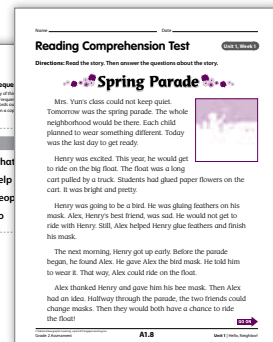 Name
Date
Reading Comprehension Test
Unit 1, Week 1
Directions: Read the story. Then answer the questions about the story.
Spring Parade
Mrs. Yun's class could not keep quiet.
Tomorrow was the spring parade. The whole
neighborhood would be there. Each child
planned to wear something different. Today
was the last day to get ready.
Henry was excited. This year, he would get
to ride on the big float. The float was a long
cart pulled by a truck. Students had glued paper flowers on the
cart. It was bright and pretty.
Henry was going to be a bird. He was gluing feathers on his
mask. Alex, Henry's best friend, was sad. He would not get to
ride with Henry. Still, Alex helped Henry glue feathers and finish
his mask.
The next morning, Henry got up early. Before the parade
began, he found Alex. He gave Alex the bird mask. He told him
to wear it. That way, Alex could ride on the float.
Alex thanked Henry and gave him his bee mask. Then Alex
had an idea. Halfway through the parade, the two friends could
change masks. Then they would both have a chance to ride
the float!
GO ON
Grade 2 Assessment
A1.8
Unit 1 | Hello, Neighbor!